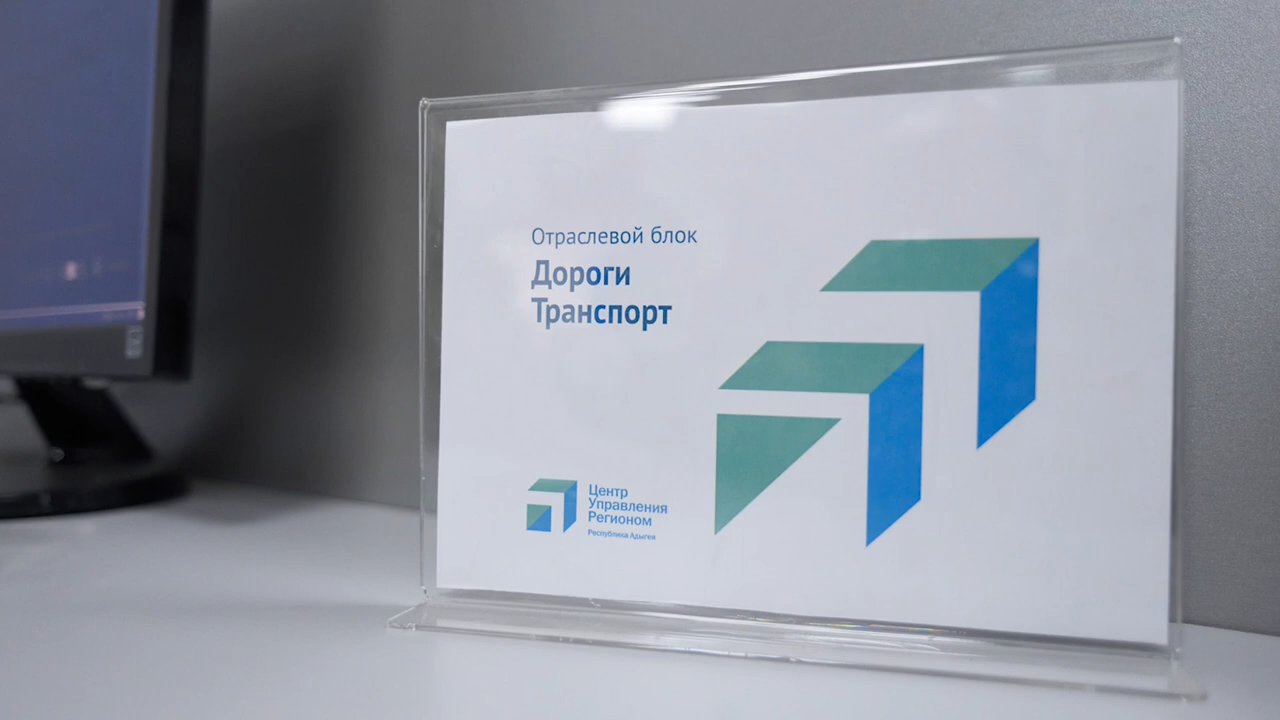 Отраслевой блок
Дороги
Транспорт
Центр
Управления
Регионом
Республика Адыгея